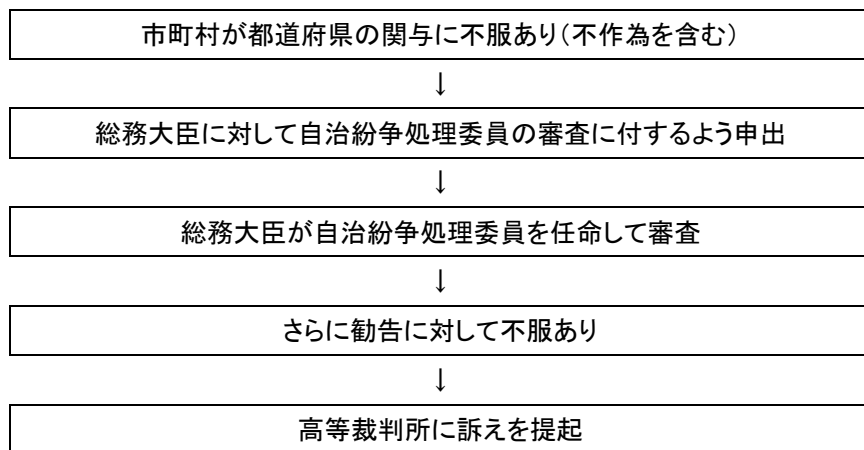 市町村が都道府県の関与に不服あり(不作為を含む)
↓
総務大臣に対して自治紛争処理委員の審査に付するよう申出
↓
総務大臣が自治紛争処理委員を任命して審査
↓
さらに勧告に対して不服あり
↓
高等裁判所に訴えを提起